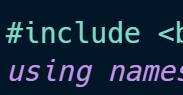 #include <b
using names